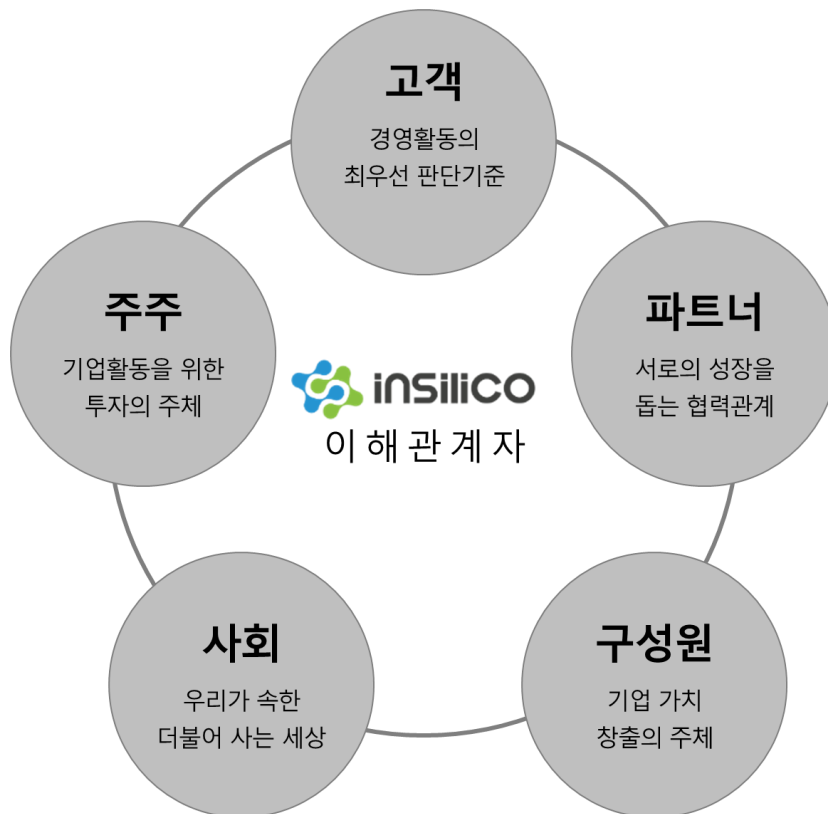 고객
경영활동의
최우선 판단기준
주주
기업활동을 위한
투자의 주체
파트너
서로의 성장을
돕는 협력관계
inSiliCO
이해관계자
사회
우리가 속한
더불어 사는 세상
구성원
기업 가치
창출의 주체